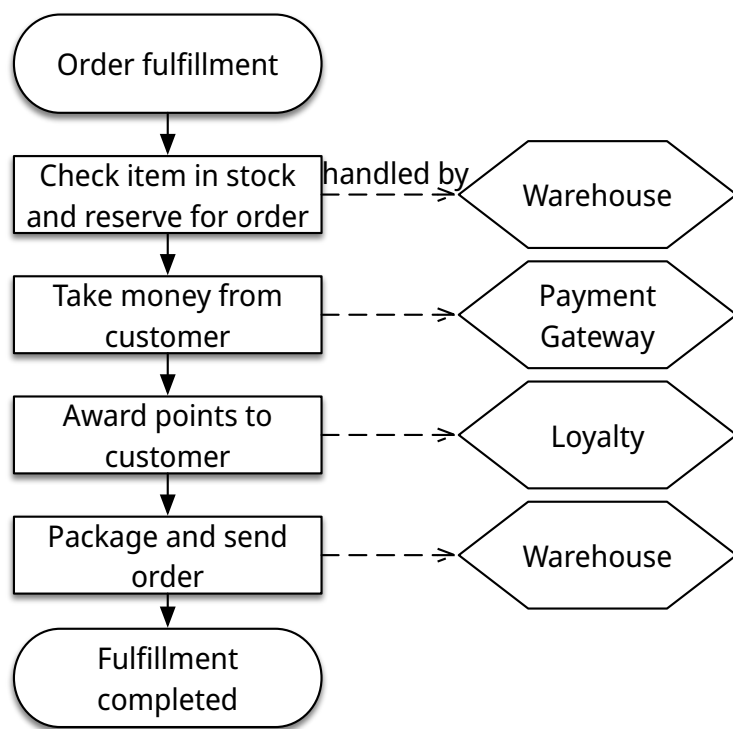 Order fulfillment
Check item in stock
and reserve for order
handled by
Warehouse
Take money from
customer
Payment
Gateway
Award points to
customer
Loyalty
Package and send
order
Warehouse
Fulfillment
completed